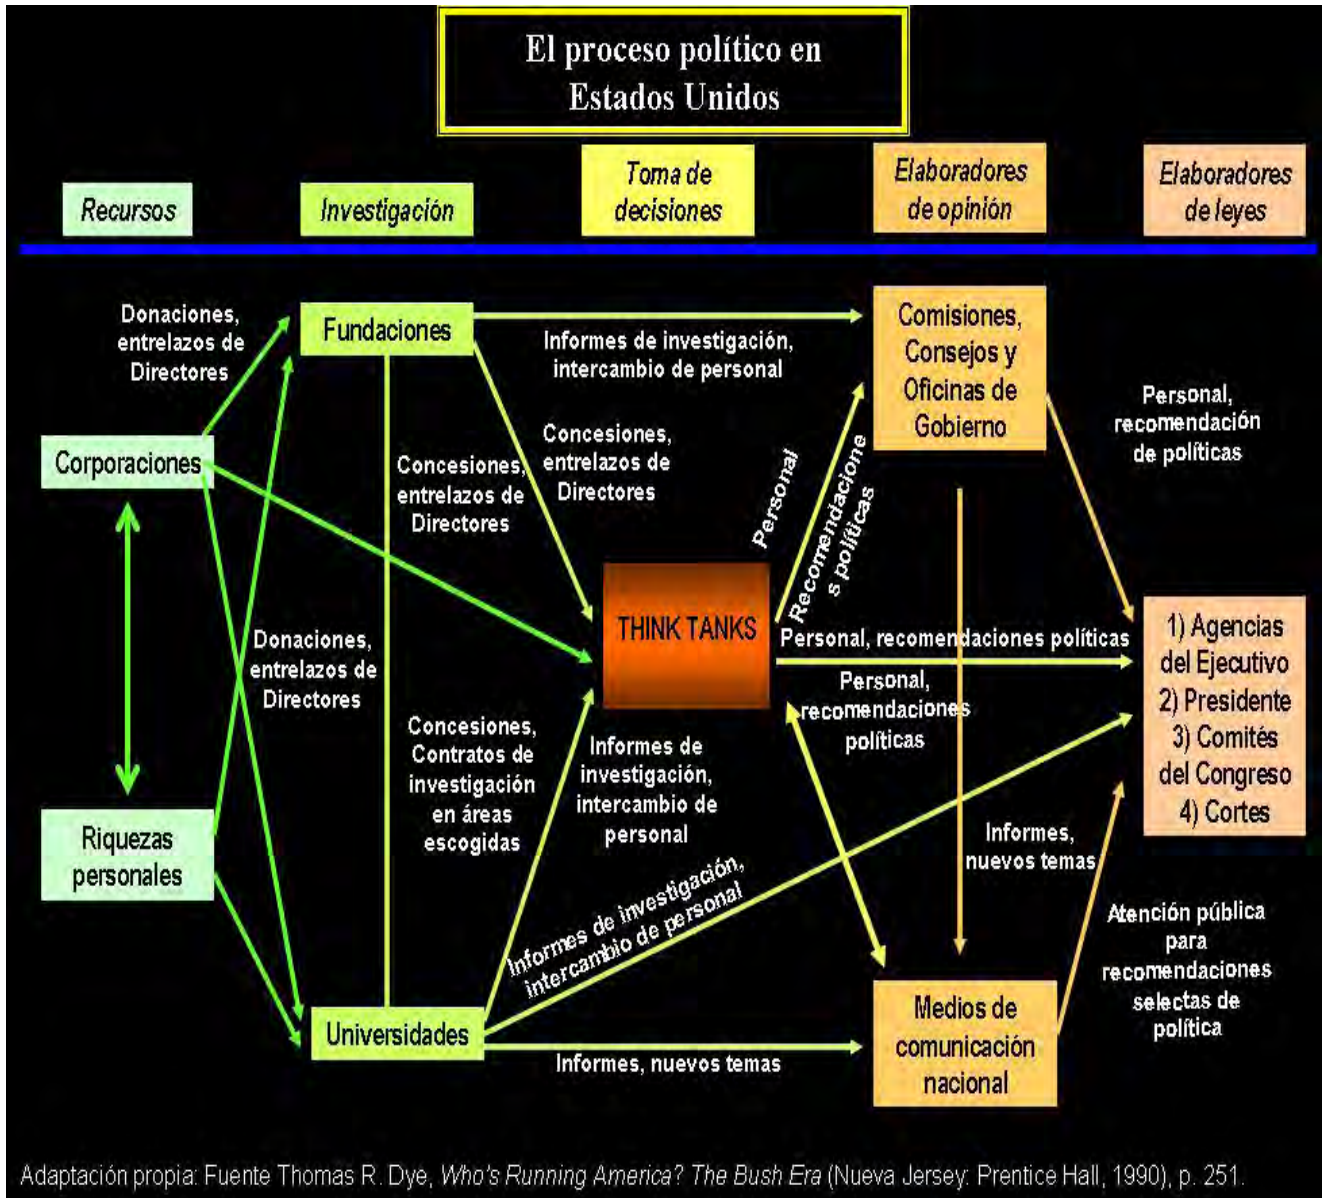 El proceso político en
Estados Unidos
Recursos
Investigación
Toma de
decisiones
Elaboradores
de opinión
Elaboradores
de leyes
Donaciones,
entrelazos de
Directores
Fundaciones
Informes de investigación,
intercambio de personal
Comisiones,
Consejos y
Oficinas de
Gobierno
Personal,
recomendación
de políticas
Corporaciones
Concesiones,
entrelazos de
Directores
Concesiones,
entrelazos de
Directores
Personal
Recomendacione
s políticas
THINK TANKS
Personal, recomendaciones políticas
Personal,
recomendaciones
políticas
1) Agencias
del Ejecutivo
2) Presidente
3) Comités
del Congreso
4) Cortes
Donaciones,
entrelazos de
Directores
Concesiones,
Contratos de
investigación
en áreas
escogidas
Informes de
investigación,
intercambio de
personal
Riquezas
personales
Informes,
nuevos temas
Informes de investigación,
intercambio de personal
Atención pública
para
recomendaciones
selectas de
política
Universidades
Informes, nuevos temas
Medios de
comunicación
nacional
Adaptación propia: Fuente Thomas R. Dye, Who's Running America? The Bush Era (Nueva Jersey: Prentice Hall, 1990), p. 251.